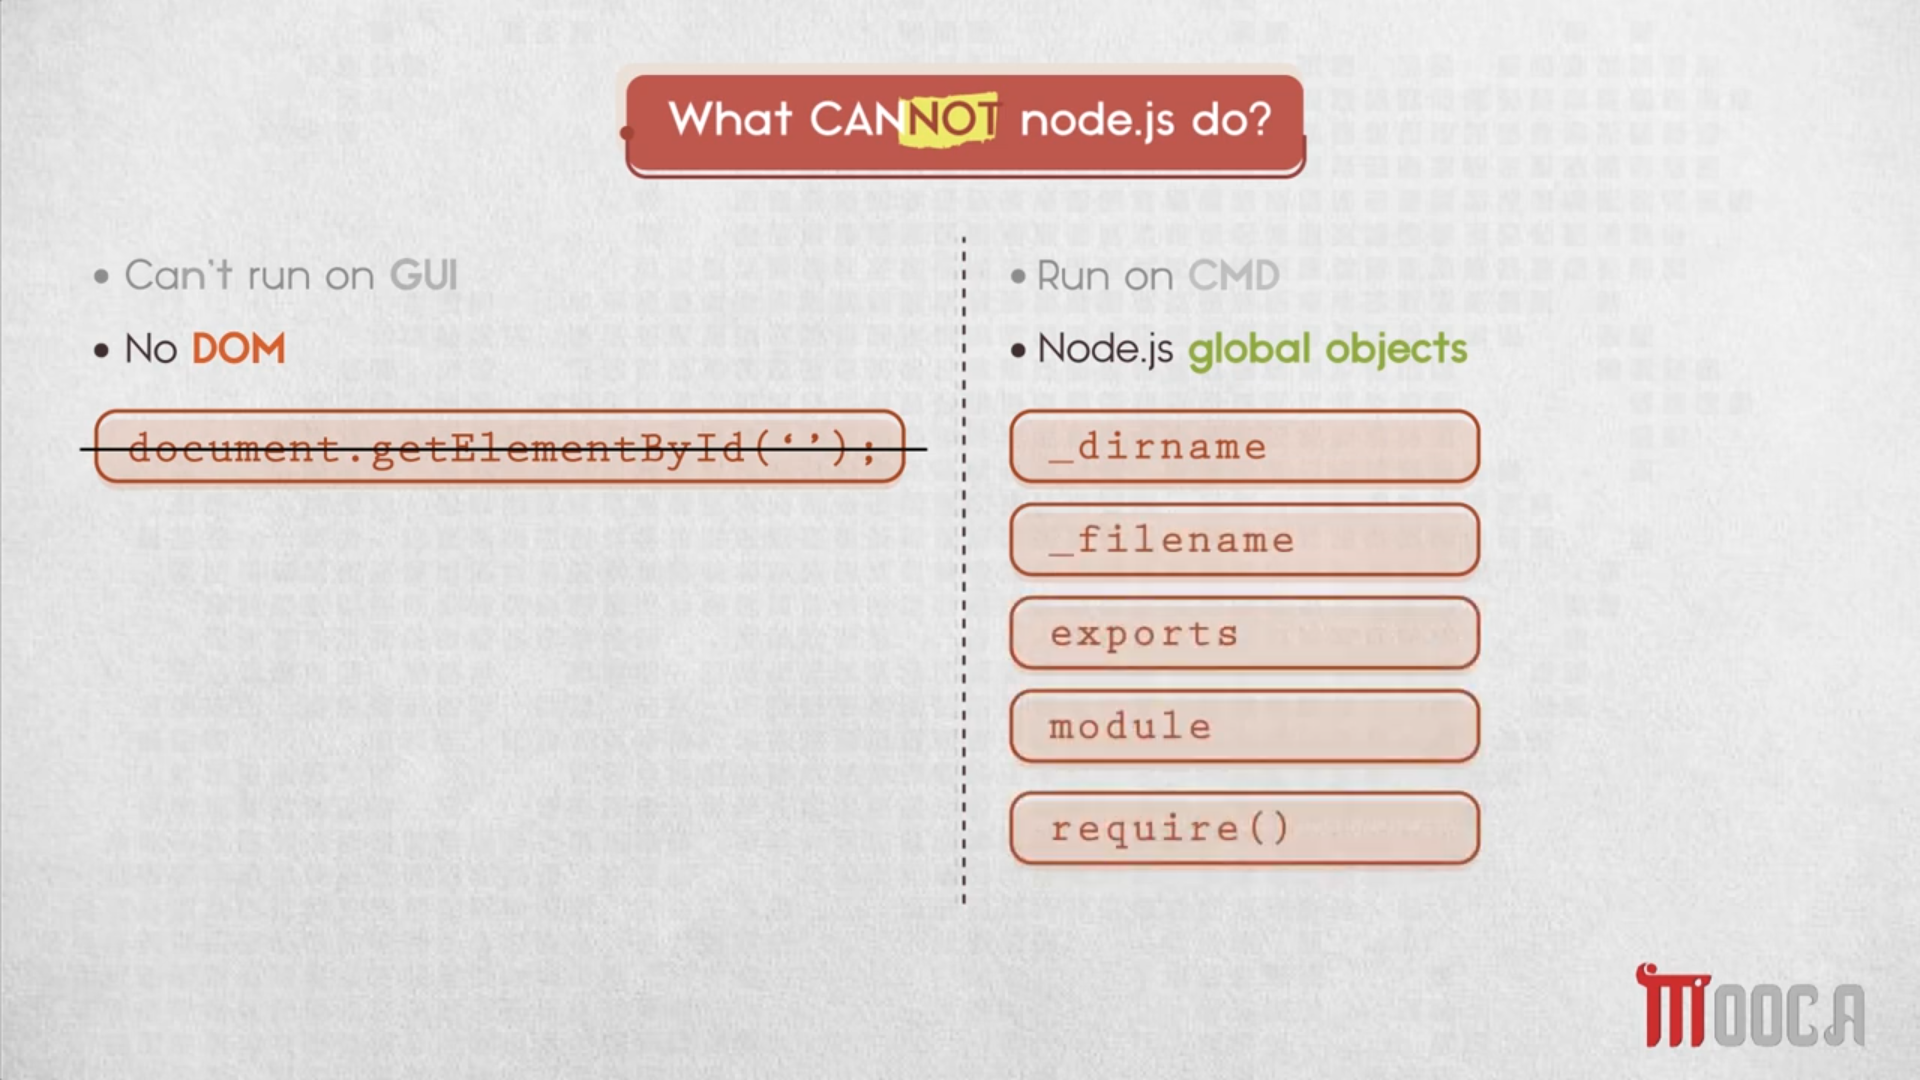 What CANNOT node.js do?
• Can't run on GUI
• No DOM
document.getElementById(‘’);
• Run on CMD
• Node.js global objects
_dirname
_filename
exports
module
require()
MOOCA